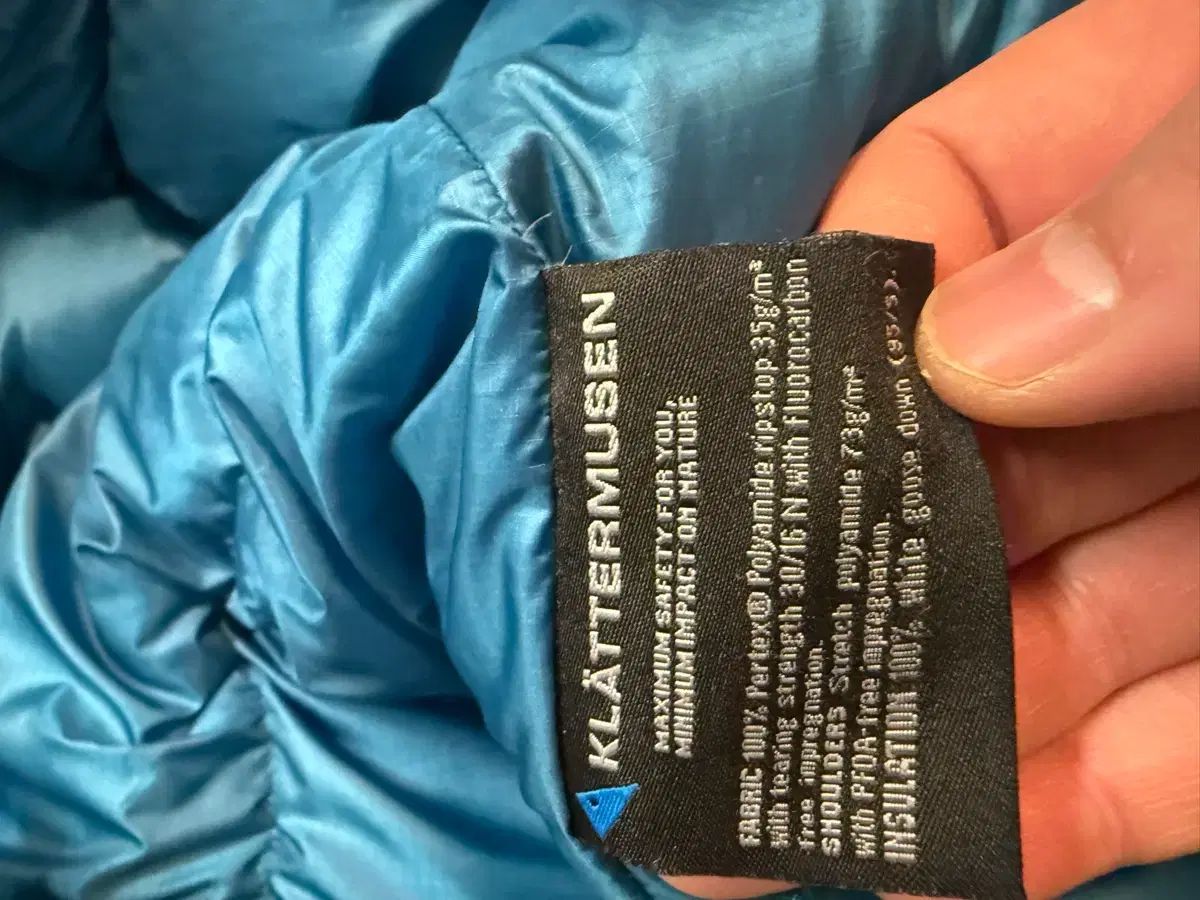 KLÄTTERMUSEN
MAXIMUM SAFETY FOR YOU,
MINIMUM IMPACT ON NATURE
FABRIC 100% Pertex® Polyamide ripstop 35g/m²
with tearing strength 30/16 N with fluorocarbon
free impregnation.
SHOULDERS Stretch polyamide 73g/m²
with PFOA-free impregnation.
INSULATION 100% White goose down (95/5).